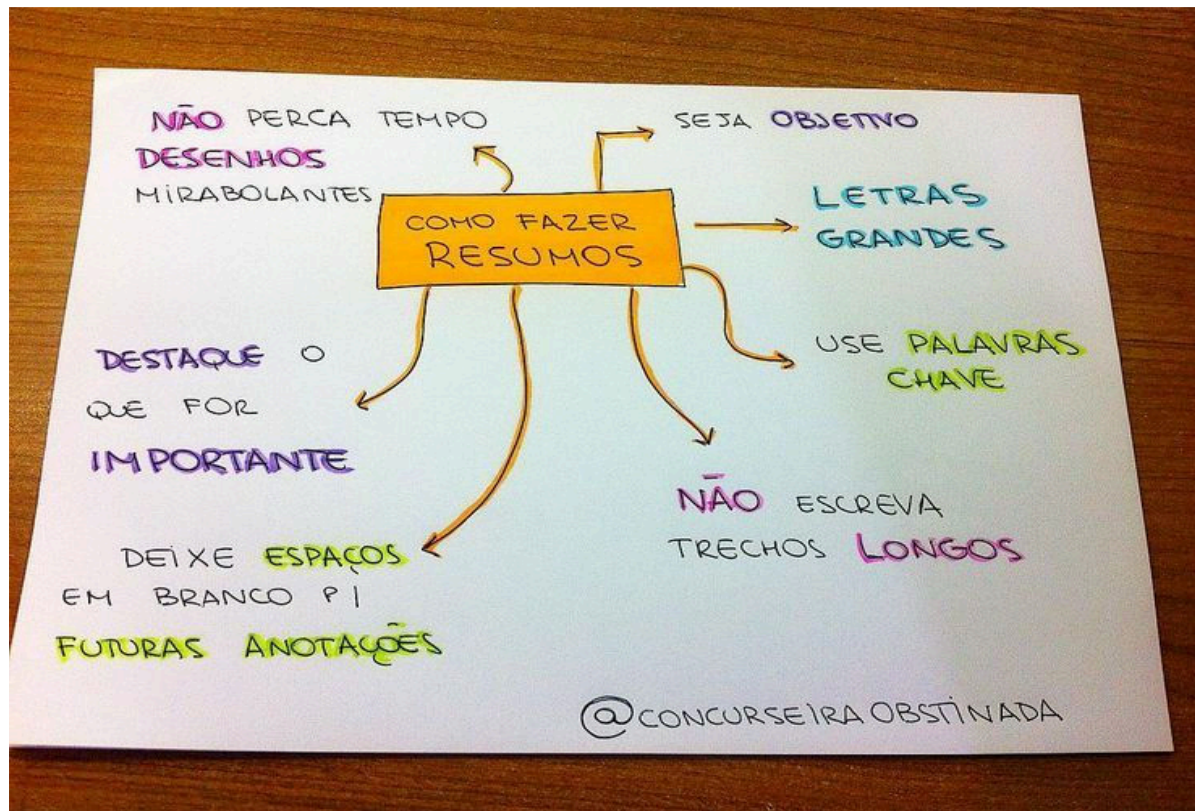 NÃO PERCA TEMPO
DESENHOS
MIRABOLANTES
SEJA OBJETIVO
COMO FAZER
RESUMOS
LETRAS
GRANDES
USE PALAVRAS
CHAVE
DESTAQUE O
QUE FOR
IMPORTANTE
NÃO ESCREVA
TRECHOS LONGOS
DEIXE ESPAÇOS
EM BRANCO P/
FUTURAS ANOTAÇÕES
@CONCURSEIRAOBSTINADA